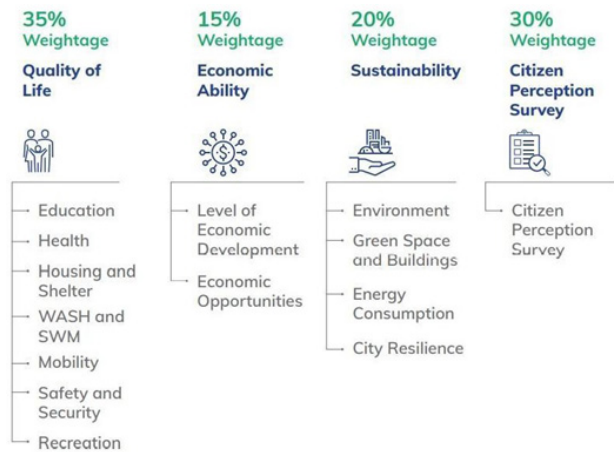 35%
Weightage
Quality of
Life
Education
Health
Housing and
Shelter
WASH and
SWM
Mobility
Safety and
Security
Recreation
15%
Weightage
Economic
Ability
Level of
Economic
Development
Economic
Opportunities
20%
Weightage
Sustainability
Environment
Green Space
and Buildings
Energy
Consumption
City Resilience
30%
Weightage
Citizen
Perception
Survey
Citizen
Perception
Survey